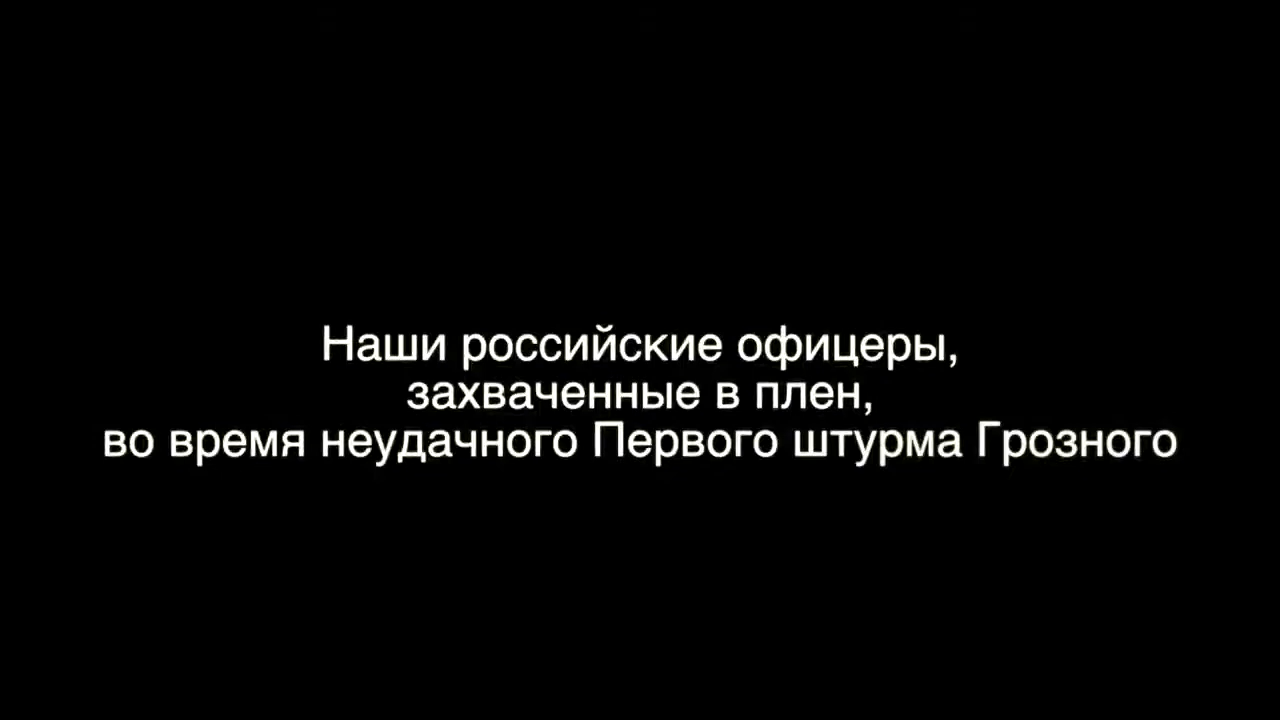 Наши российские офицеры,
захваченные в плен,
во время неудачного Первого штурма Грозного